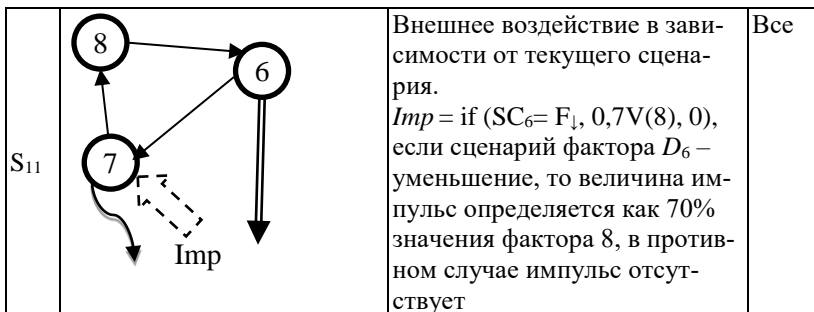 S₁₁
8
6
7
Imp
Внешнее воздействие в зави-
симости от текущего сцена-
рия.
Imp = if (SC₆= F↓, 0,7V(8), 0),
если сценарий фактора D₆ –
уменьшение, то величина им-
пульс определяется как 70%
значения фактора 8, в против-
ном случае импульс отсут-
ствует
Все